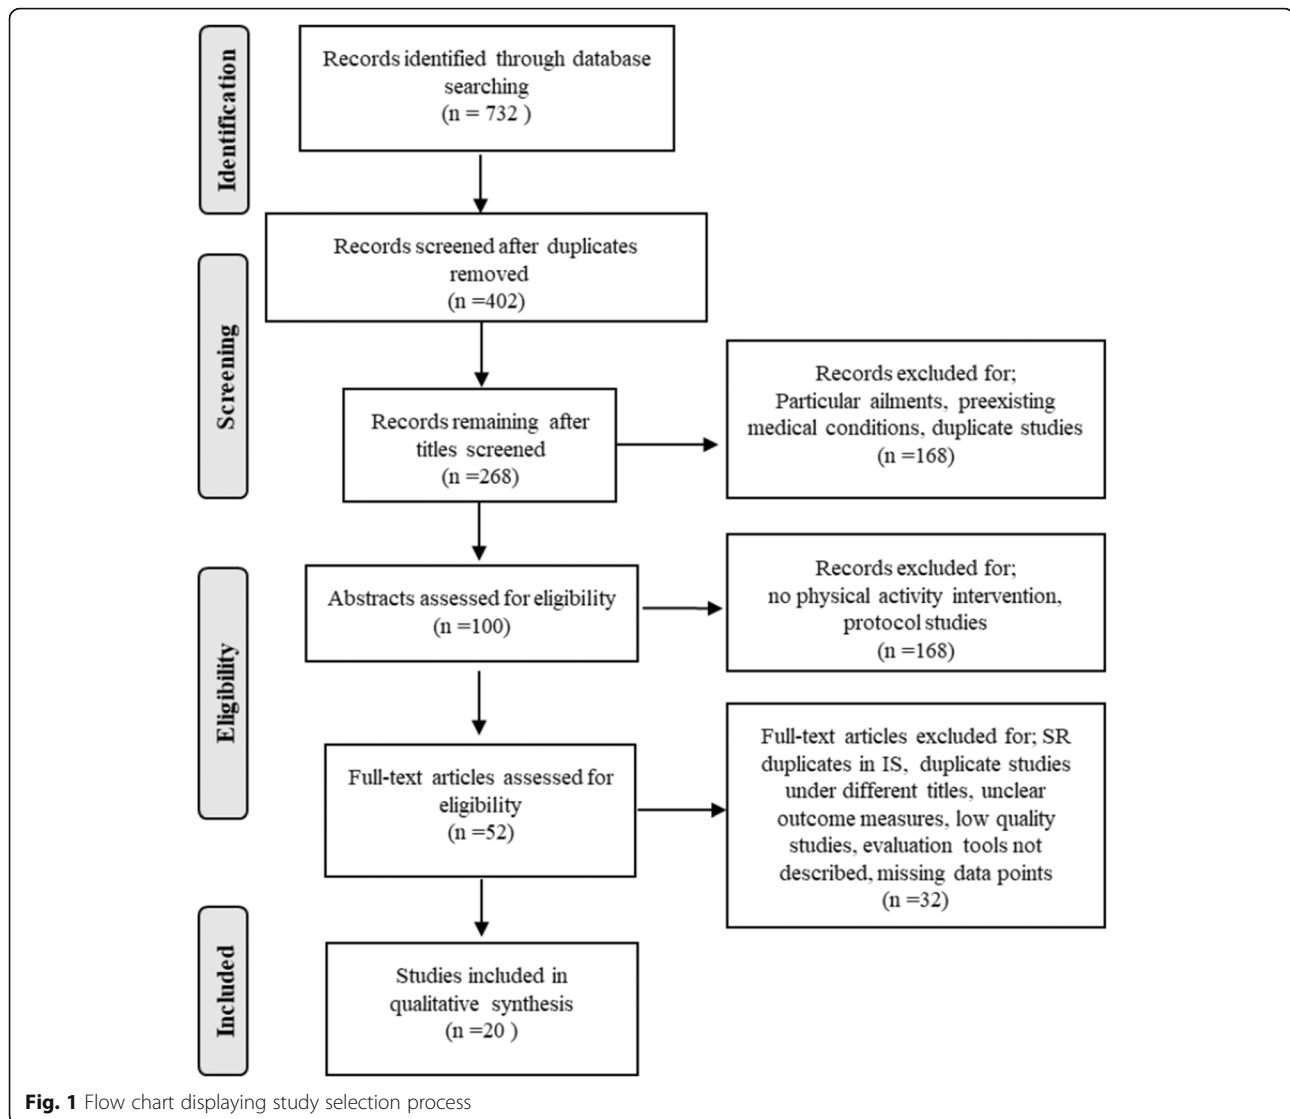 Identification
Records identified through database
searching
(n = 732 )
Screening
Records screened after duplicates
removed
(n =402)
Records remaining after
titles screened
(n =268)
Records excluded for;
Particular ailments, preexisting
medical conditions, duplicate studies
(n =168)
Eligibility
Abstracts assessed for eligibility
(n =100)
Records excluded for;
no physical activity intervention,
protocol studies
(n =168)
Full-text articles assessed for
eligibility
(n =52)
Full-text articles excluded for; SR
duplicates in IS, duplicate studies
under different titles, unclear
outcome measures, low quality
studies, evaluation tools not
described, missing data points
(n =32)
Included
Studies included in
qualitative synthesis
(n =20 )
Fig. 1 Flow chart displaying study selection process